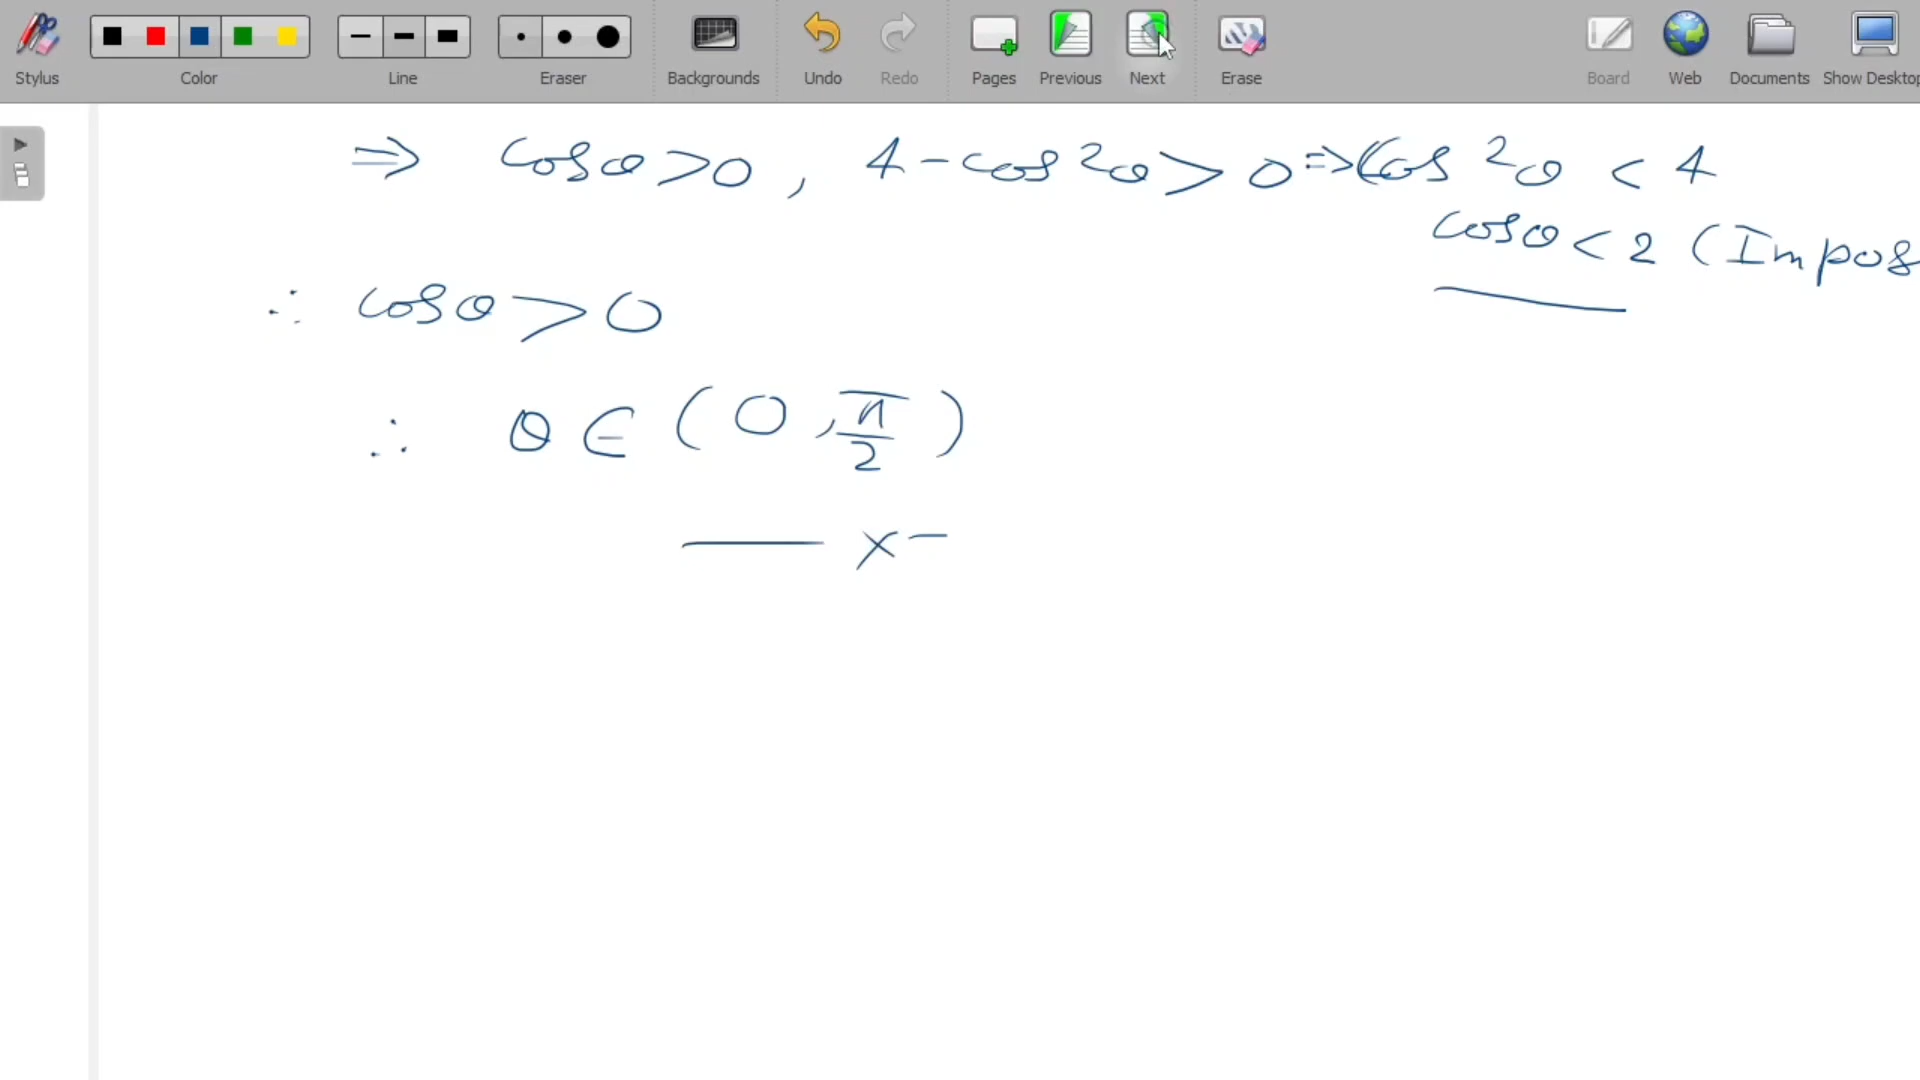 Stylus Color Line Eraser Backgrounds Undo Redo Pages Previous Next Erase Board Web Documents Show Desktop
⇒ cosθ > 0, 4 - cos²θ > 0 ⇒ cos²θ < 4
cosθ < 2 (Impos
∴ cosθ > 0
∴ θ ∈ (0, π/2)
— x -